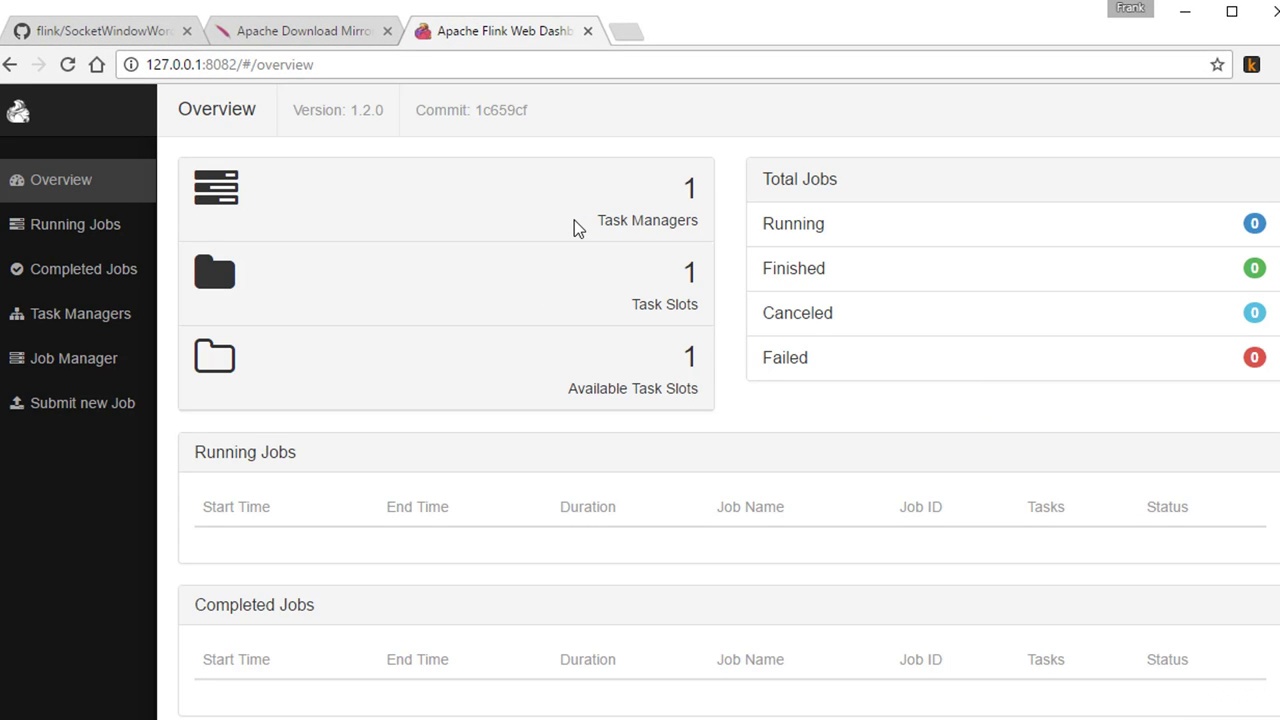 Frank
flink/SocketWindowWor
Apache Download Mirro
Apache Flink Web Dashb
127.0.0.1:8082/#/overview
k
Overview
Version: 1.2.0
Commit: 1c659cf
Overview
Running Jobs
Completed Jobs
Task Managers
Job Manager
Submit new Job
1
Task Managers
1
Task Slots
1
Available Task Slots
Total Jobs
Running 0
Finished 0
Canceled 0
Failed 0
Running Jobs
Start Time End Time Duration Job Name Job ID Tasks Status
Completed Jobs
Start Time End Time Duration Job Name Job ID Tasks Status